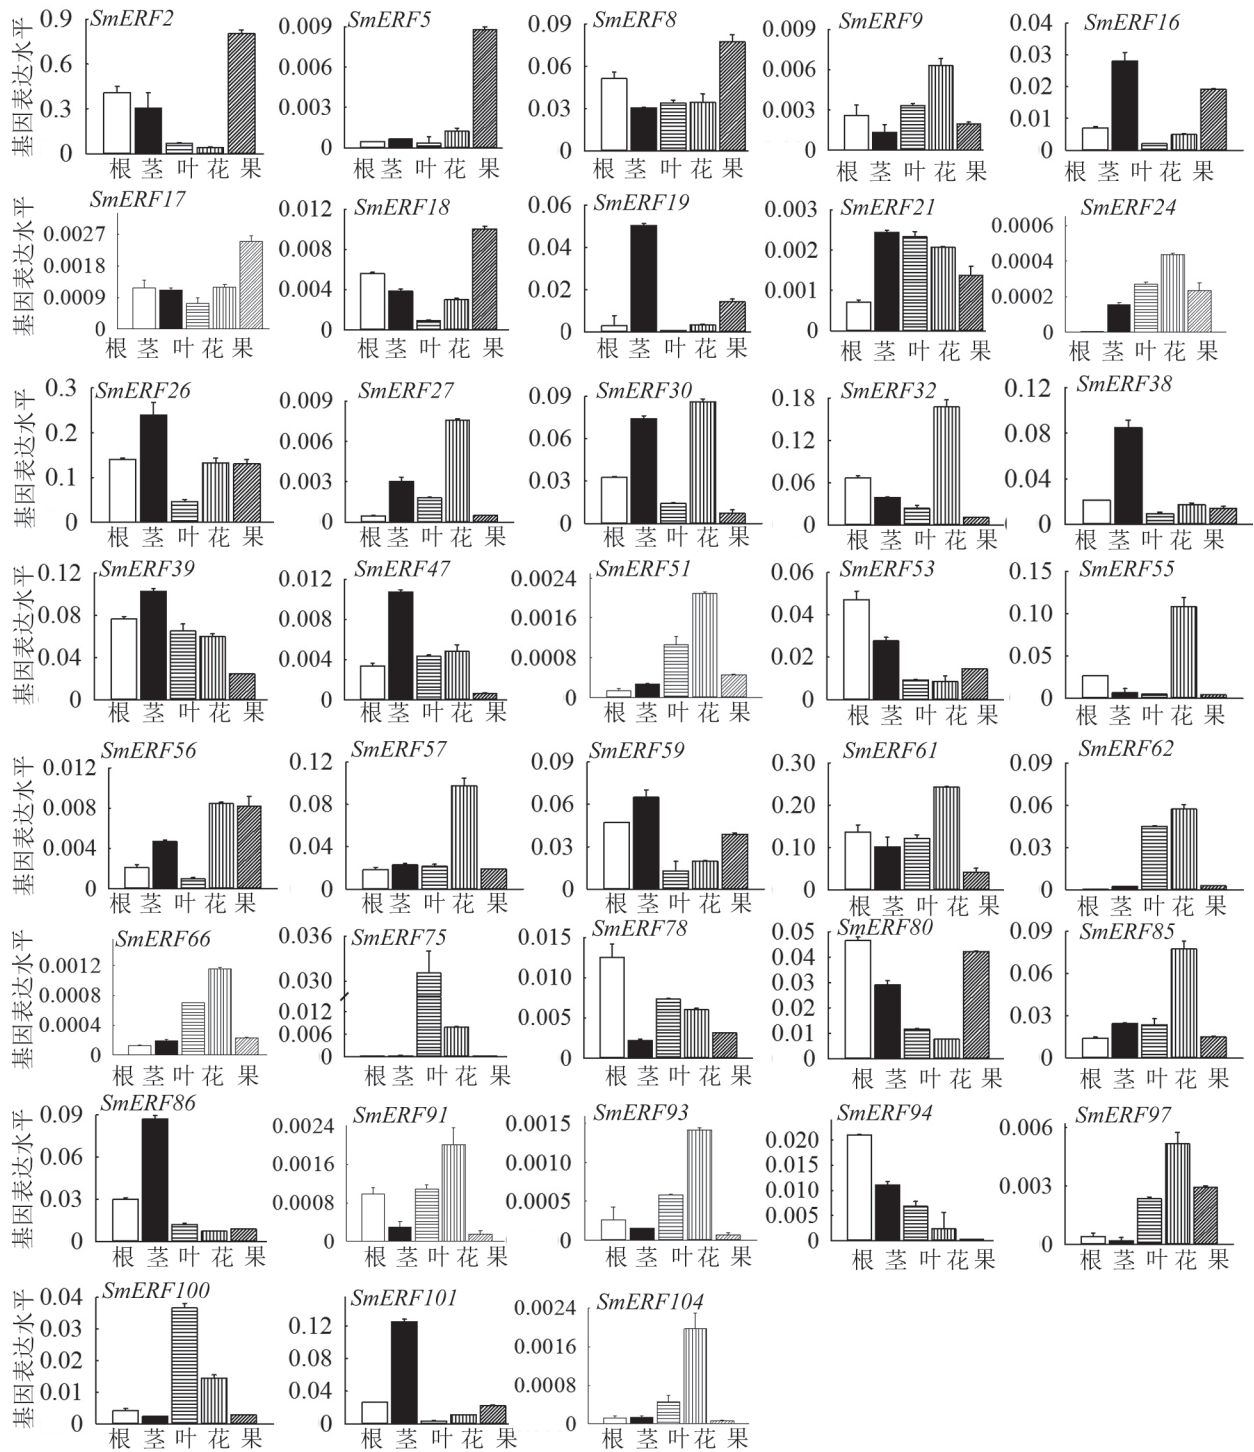 基因表达水平
SmERF2
0.9
0.6
0.3
0
根 茎 叶 花 果
SmERF5
0.009
0.009
0.003
0
根 茎 叶 花 果
SmERF8
0.09
0.06
0.03
0
根 茎 叶 花 果
SmERF9
0.009
0.006
0.003
0
根 茎 叶 花 果
SmERF16
0.04
0.03
0.02
0.01
0
根 茎 叶 花 果
基因表达水平
SmERF17
0.0027
0.0018
0.0009
0
根 茎 叶 花 果
SmERF18
0.012
0.008
0.004
0
根 茎 叶 花 果
SmERF19
0.06
0.04
0.02
0
根 茎 叶 花 果
SmERF21
0.003
0.002
0.001
0
根 茎 叶 花 果
SmERF24
0.0006
0.0004
0.0002
0
根 茎 叶 花 果
基因表达水平
SmERF26
0.3
0.2
0.1
0
根 茎 叶 花 果
SmERF27
0.009
0.006
0.003
0
根 茎 叶 花 果
SmERF30
0.09
0.06
0.03
0
根 茎 叶 花 果
SmERF32
0.18
0.12
0.06
0
根 茎 叶 花 果
SmERF38
0.12
0.08
0.04
0
根 茎 叶 花 果
基因表达水平
SmERF39
0.12
0.08
0.04
0
根 茎 叶 花 果
SmERF47
0.012
0.008
0.004
0
根 茎 叶 花 果
SmERF51
0.0024
0.0016
0.0008
0
根 茎 叶 花 果
SmERF53
0.06
0.04
0.02
0
根 茎 叶 花 果
SmERF55
0.15
0.10
0.05
0
根 茎 叶 花 果
基因表达水平
SmERF56
0.012
0.008
0.004
0
根 茎 叶 花 果
SmERF57
0.12
0.08
0.04
0
根 茎 叶 花 果
SmERF59
0.09
0.06
0.03
0
根 茎 叶 花 果
SmERF61
0.30
0.20
0.10
0
根 茎 叶 花 果
SmERF62
0.09
0.06
0.03
0
根 茎 叶 花 果
基因表达水平
SmERF66
0.0012
0.0008
0.0004
0
根 茎 叶 花 果
SmERF75
0.036
0.030
0.012
0.006
0
根 茎 叶 花 果
SmERF78
0.015
0.010
0.005
0
根 茎 叶 花 果
SmERF80
0.05
0.04
0.03
0.02
0.01
0
根 茎 叶 花 果
SmERF85
0.09
0.06
0.03
0
根 茎 叶 花 果
基因表达水平
SmERF86
0.09
0.06
0.03
0
根 茎 叶 花 果
SmERF91
0.0024
0.0016
0.0008
0
根 茎 叶 花 果
SmERF93
0.0015
0.0010
0.0005
0
根 茎 叶 花 果
SmERF94
0.020
0.015
0.010
0.005
0
根 茎 叶 花 果
SmERF97
0.006
0.003
0
根 茎 叶 花 果
基因表达水平
SmERF100
0.04
0.03
0.02
0.01
0
根 茎 叶 花 果
SmERF101
0.12
0.08
0.04
0
根 茎 叶 花 果
SmERF104
0.0024
0.0016
0.0008
0
根 茎 叶 花 果